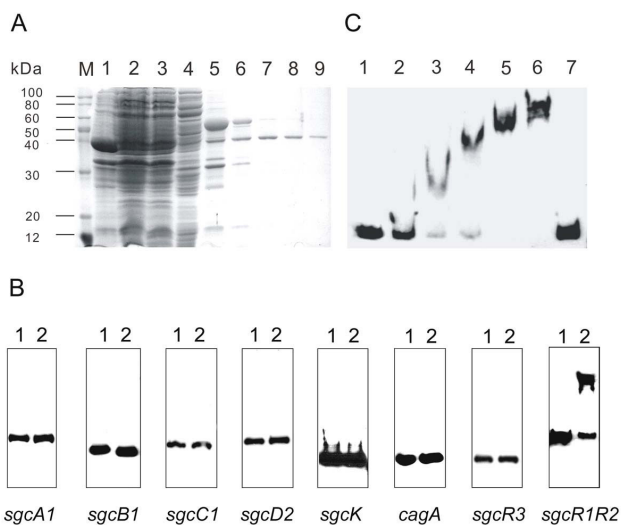 A
kDa M 1 2 3 4 5 6 7 8 9
100
80
60
50
40
30
20
12
C
1 2 3 4 5 6 7
B
1 2 1 2 1 2 1 2 1 2 1 2 1 2 1 2
sgcA1 sgcB1 sgcC1 sgcD2 sgcK cagA sgcR3 sgcR1R2